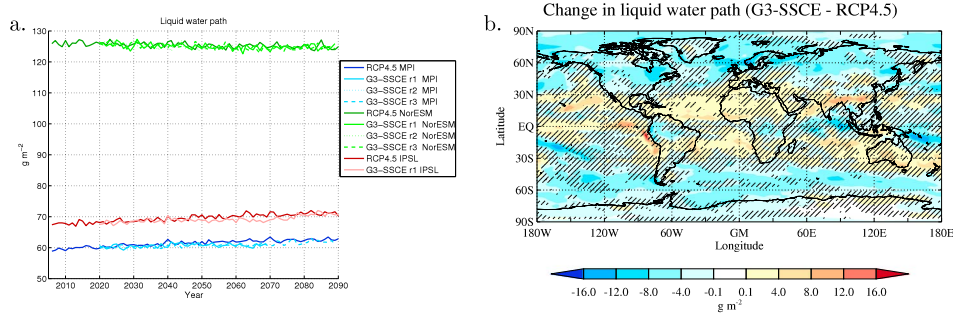 a.
Liquid water path
130
120
110
100
90
80
70
60
50
g m⁻²
2010 2020 2030 2040 2050 2060 2070 2080 2090
Year
RCP4.5 MPI
G3-SSCE r1 MPI
G3-SSCE r2 MPI
G3-SSCE r3 MPI
RCP4.5 NorESM
G3-SSCE r1 NorESM
G3-SSCE r2 NorESM
G3-SSCE r3 NorESM
RCP4.5 IPSL
G3-SSCE r1 IPSL
b.
Change in liquid water path (G3-SSCE - RCP4.5)
90N
60N
30N
EQ
30S
60S
90S
Latitude
180W 120W 60W 0GM 60E 120E 180E
Longitude
-16.0 -12.0 -8.0 -4.0 -0.1 0.1 4.0 8.0 12.0 16.0
g m⁻²